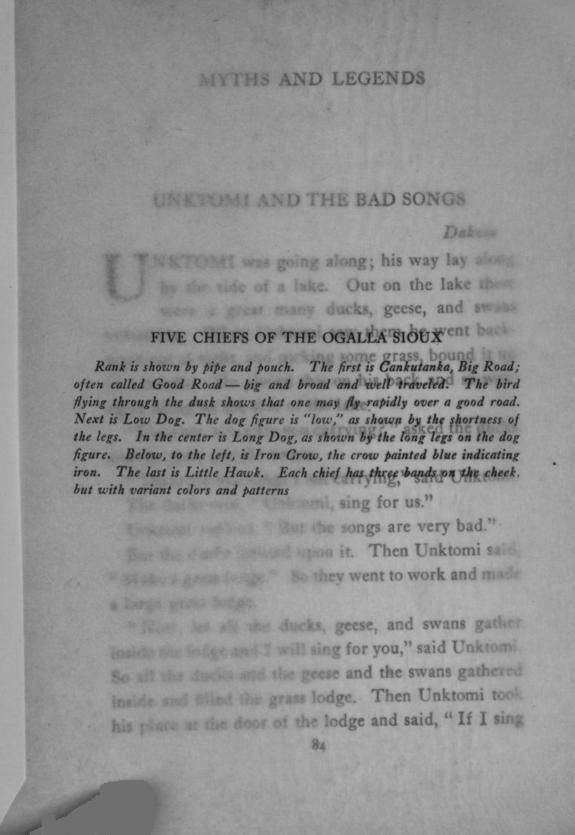 MYTHS AND LEGENDS
UNKTOMI AND THE BAD SONGS
Dakota
UNKTOMI was going along; his way lay along
by the side of a lake. Out on the lake there
were a great many ducks, geese, and swans
them he went back
FIVE CHIEFS OF THE OGALLA SIOUX
some grass, bound it
Rank is shown by pipe and pouch. The first is Cankutanka, Big Road;
often called Good Road — big and broad and well traveled. The bird
flying through the dusk shows that one may fly rapidly over a good road.
Next is Low Dog. The dog figure is "low," as shown by the shortness of
the legs. In the center is Long Dog, as shown by the long legs on the dog
asked the
figure. Below, to the left, is Iron Crow, the crow painted blue indicating
iron. The last is Little Hawk. Each chief has three bands on the cheek,
carrying," said Unktomi
but with variant colors and patterns
Unktomi, sing for us."
"But the songs are very bad."
But the ducks insisted upon it. Then Unktomi said,
"Make a grass lodge." So they went to work and made
a large grass lodge.
"Now, let all the ducks, geese, and swans gather
inside the lodge and I will sing for you," said Unktomi.
So all the ducks and the geese and the swans gathered
inside and filled the grass lodge. Then Unktomi took
his place at the door of the lodge and said, "If I sing
84